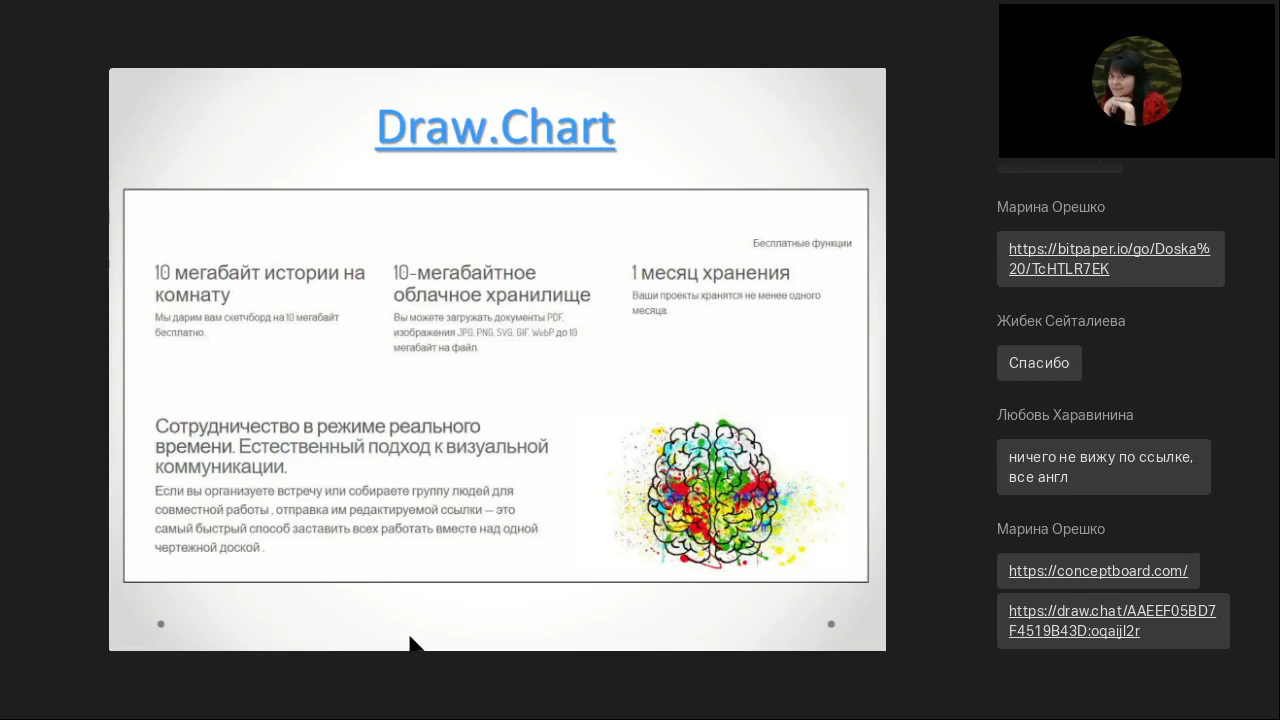 Draw.Chart
Бесплатные функции
10 мегабайт истории на
комнату
Мы дарим вам скетчборд на 10 мегабайт
бесплатно.
10-мегабайтное
облачное хранилище
Вы можете загружать документы PDF,
изображения JPG, PNG, SVG, GIF, WebP до 10
мегабайт на файл.
1 месяц хранения
Ваши проекты хранятся не менее одного
месяца.
Сотрудничество в режиме реального
времени. Естественный подход к визуальной
коммуникации.
Если вы организуете встречу или собираете группу людей для
совместной работы , отправка им редактируемой ссылки — это
самый быстрый способ заставить всех работать вместе над одной
чертежной доской .
Марина Орешко
https://bitpaper.io/go/Doska%
20/TcHTLR7EK
Жибек Сейталиева
Спасибо
Любовь Харавинина
ничего не вижу по ссылке,
все англ
Марина Орешко
https://conceptboard.com/
https://draw.chat/AAEEF05BD7
F4519B43D:oqaijl2r